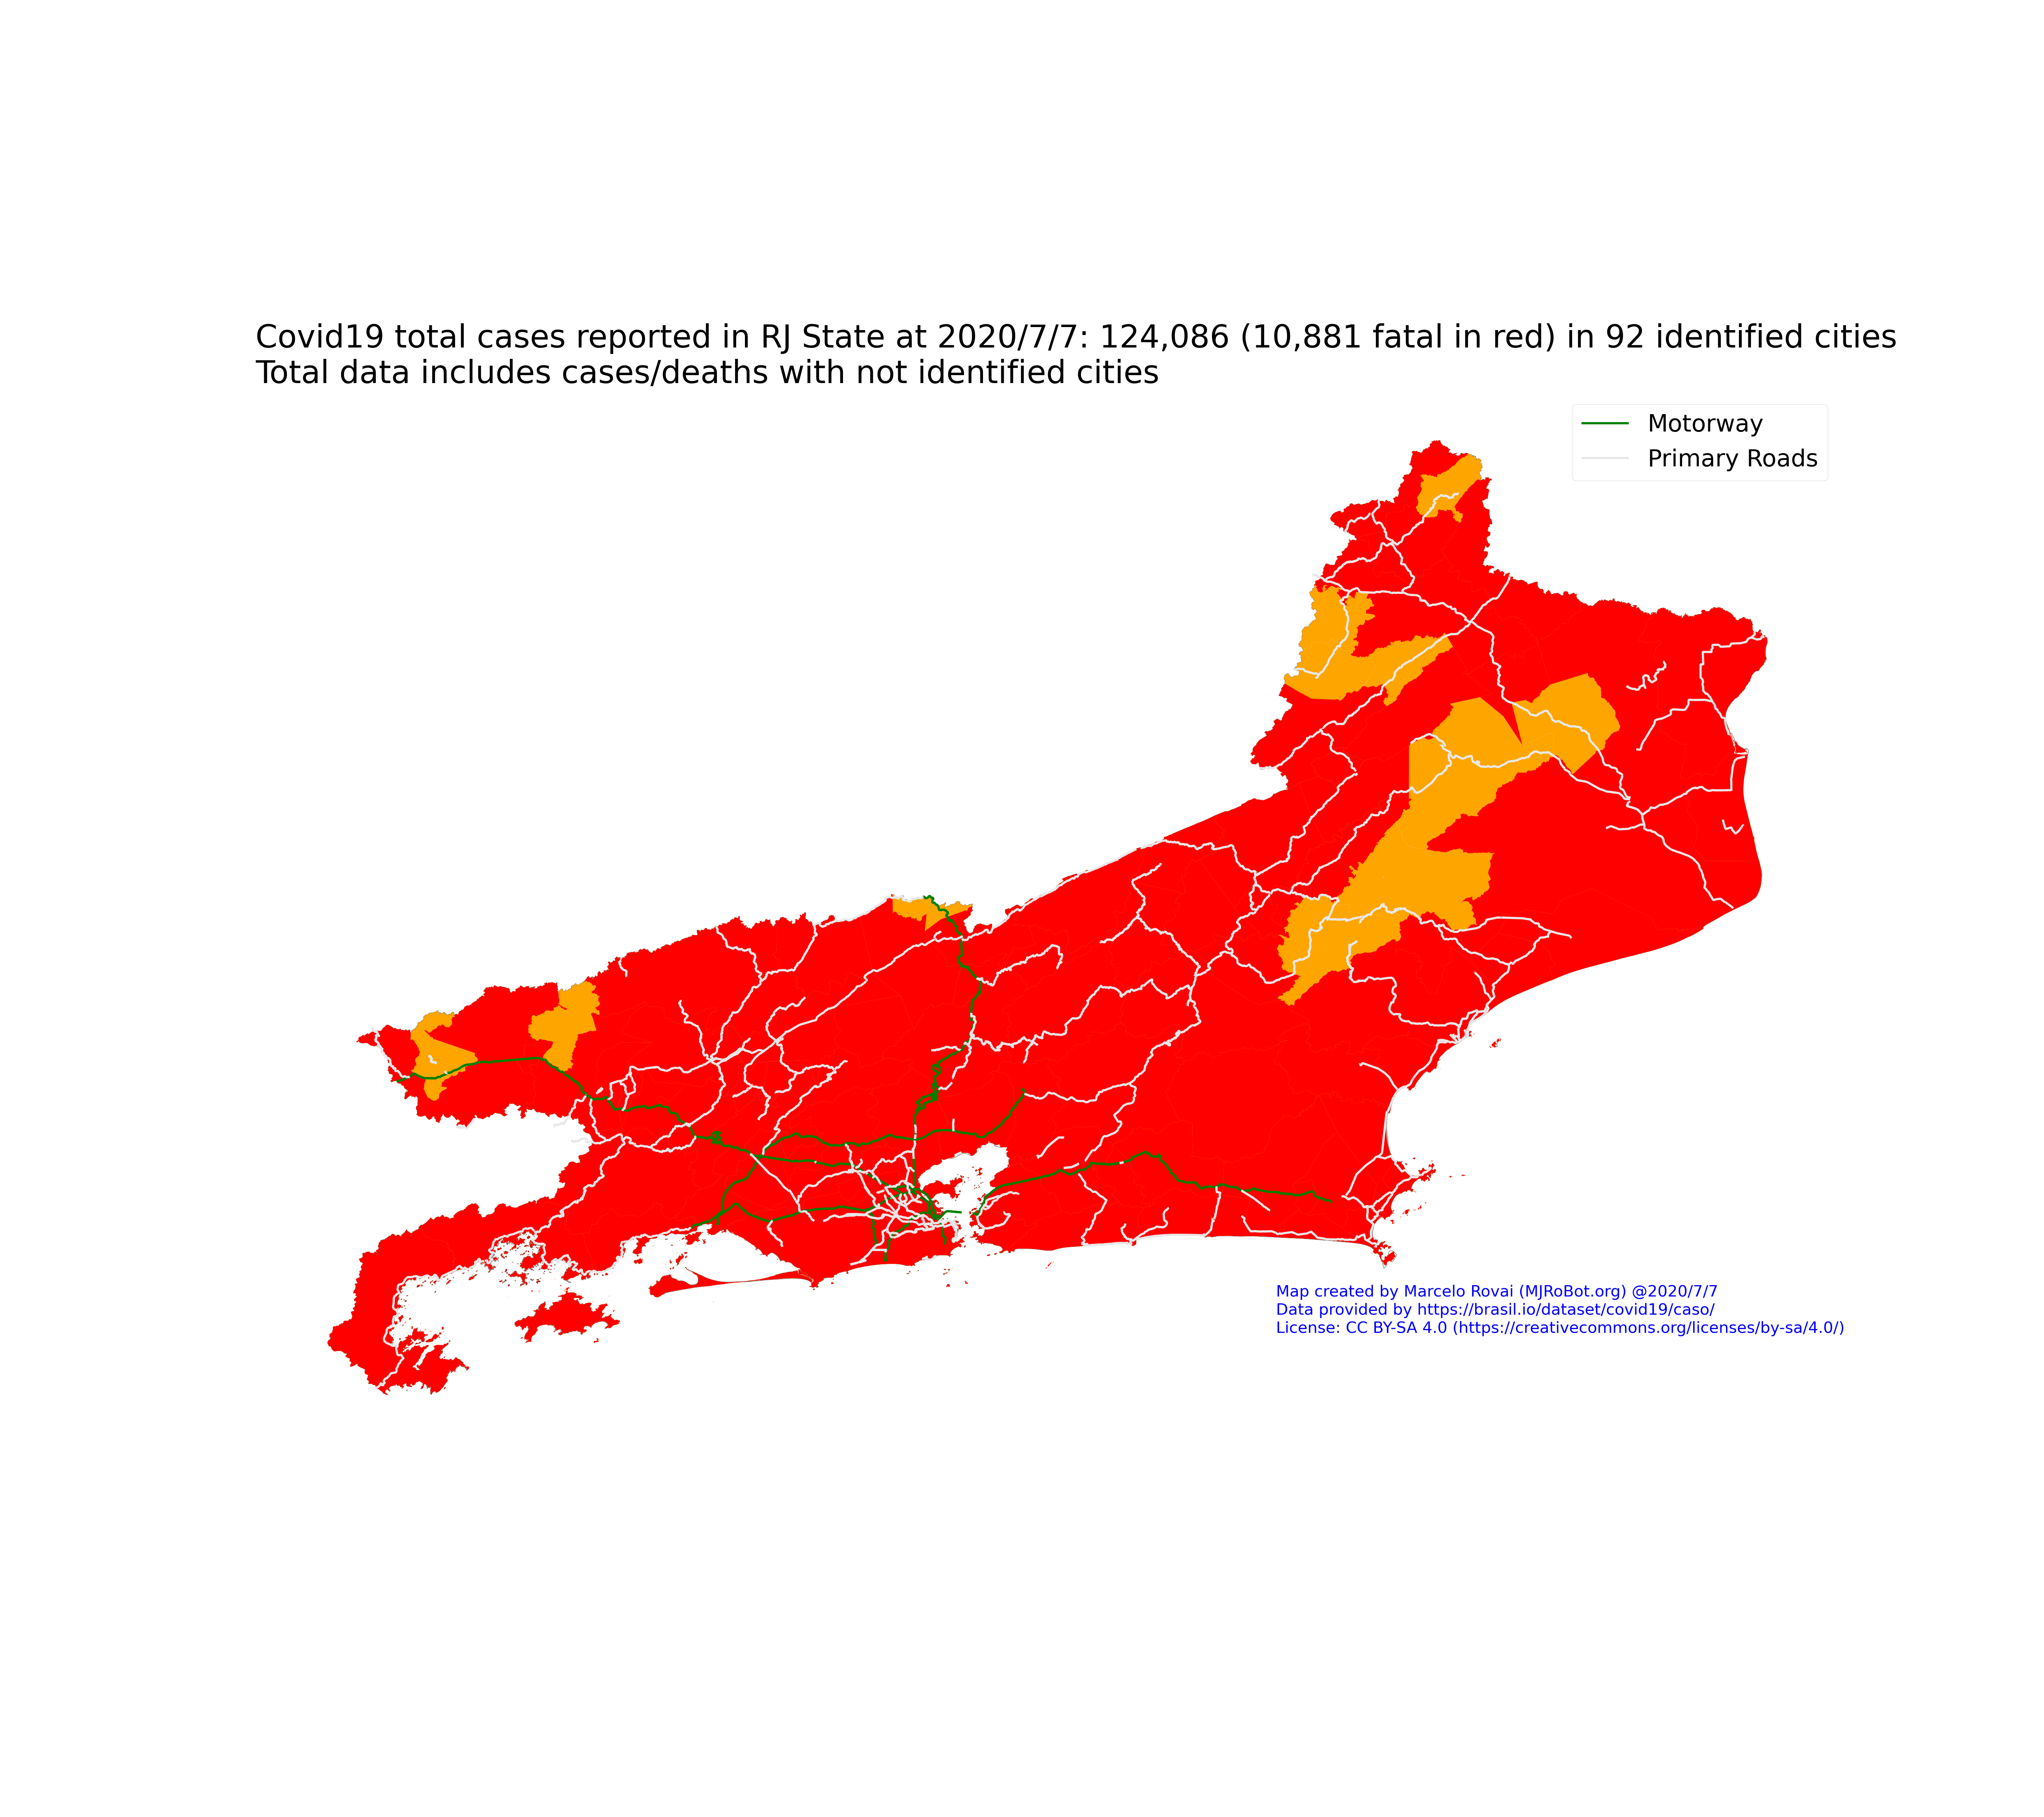 Covid19 total cases reported in RJ State at 2020/7/7: 124,086 (10,881 fatal in red) in 92 identified cities
Total data includes cases/deaths with not identified cities
Motorway
Primary Roads
Map created by Marcelo Rovai (MJRoBot.org) @2020/7/7
Data provided by https://brasil.io/dataset/covid19/caso/
License: CC BY-SA 4.0 (https://creativecommons.org/licenses/by-sa/4.0/)